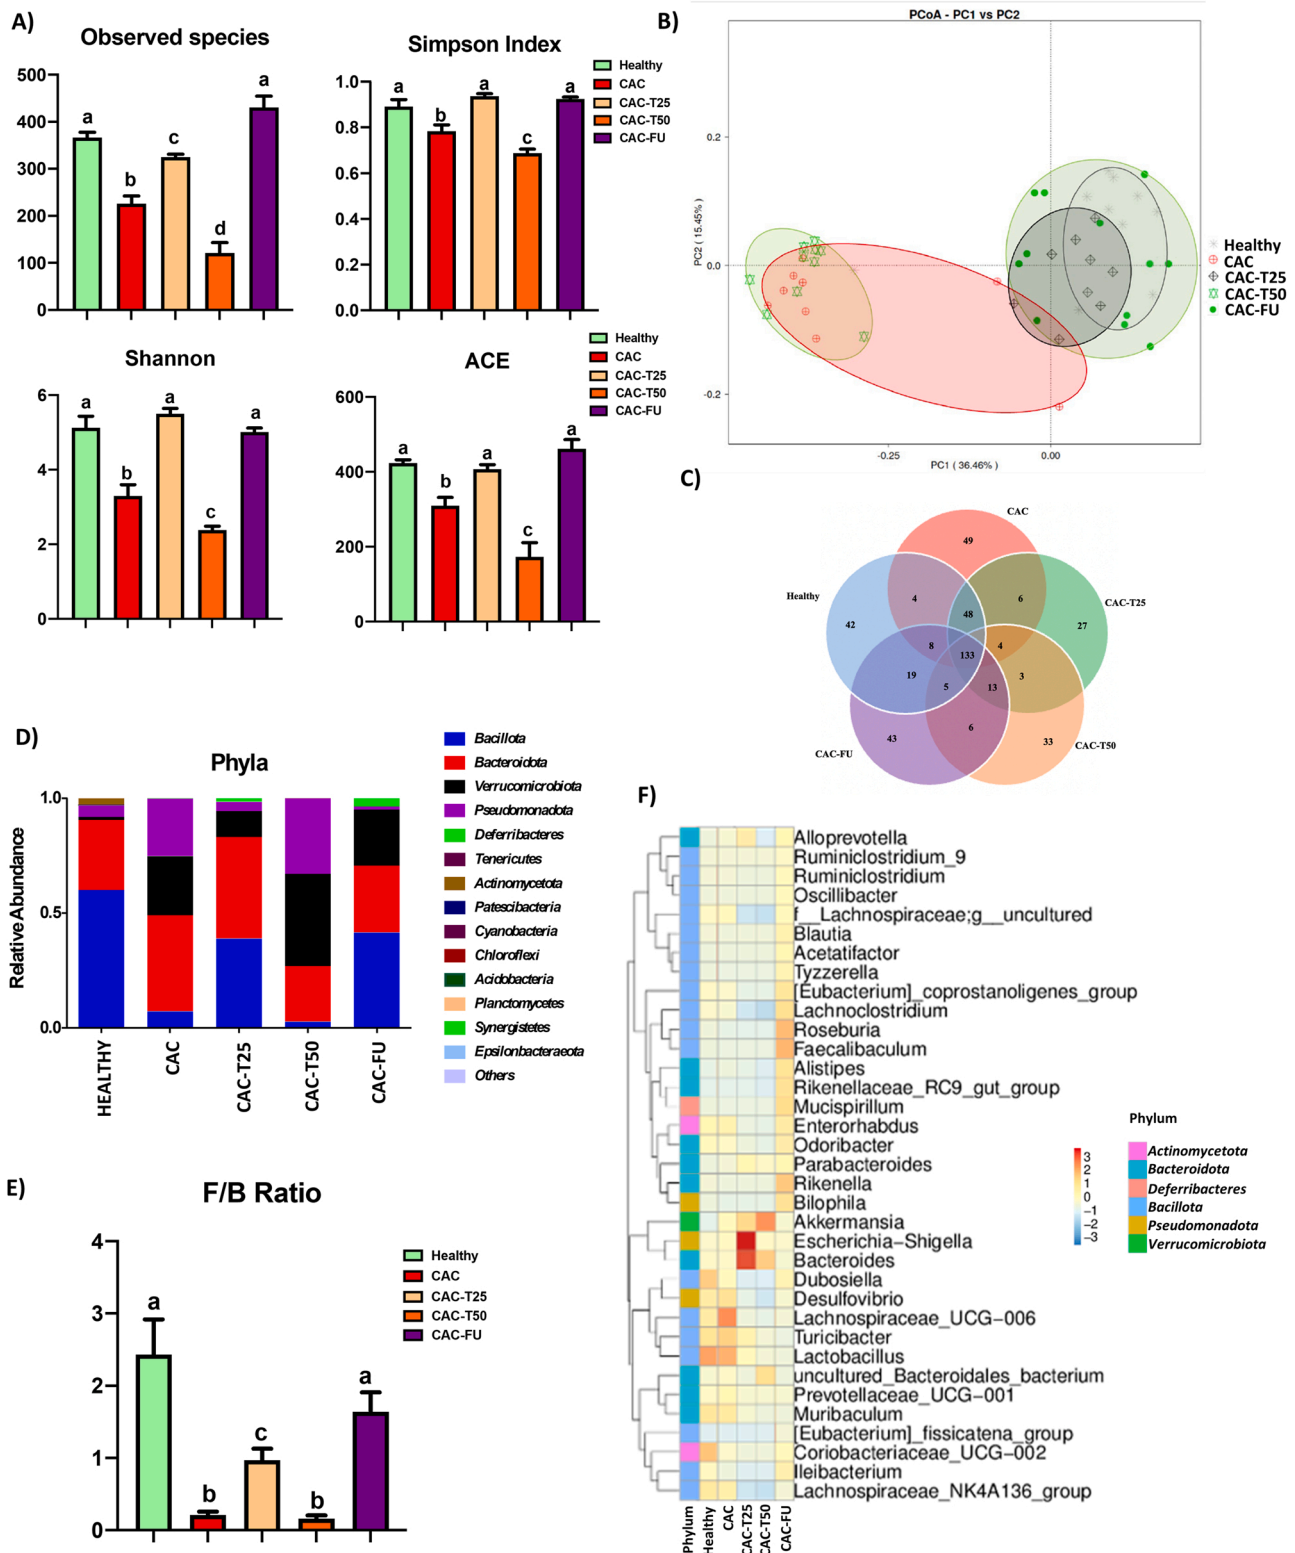 A)
Observed species
500
400
300
200
100
0
a
b
c
d
a
Simpson Index
1.0
0.8
0.6
0.4
0.2
0.0
a
b
a
c
a
Healthy
CAC
CAC-T25
CAC-T50
CAC-FU
Shannon
6
4
2
0
a
b
a
c
a
ACE
600
400
200
0
a
b
a
c
a
Healthy
CAC
CAC-T25
CAC-T50
CAC-FU
B)
PCoA - PC1 vs PC2
PC2 ( 15.45% )
0.2
0.0
-0.2
-0.25
0.00
PC1 ( 36.46% )
Healthy
CAC
CAC-T25
CAC-T50
CAC-FU
C)
CAC
Healthy
CAC-T25
CAC-FU
CAC-T50
49
4
48
6
42
27
8
133
4
19
5
13
3
43
6
33
D)
Phyla
Relative Abundance
1.0
0.5
0.0
HEALTHY
CAC
CAC-T25
CAC-T50
CAC-FU
Bacillota
Bacteroidota
Verrucomicrobiota
Pseudomonadota
Deferribacteres
Tenericutes
Actinomycetota
Patescibacteria
Cyanobacteria
Chloroflexi
Acidobacteria
Planctomycetes
Synergistetes
Epsilonbacteraeota
Others
E)
F/B Ratio
4
3
2
1
0
a
b
c
b
a
Healthy
CAC
CAC-T25
CAC-T50
CAC-FU
F)
Alloprevotella
Ruminiclostridium_9
Ruminiclostridium
Oscillibacter
f__Lachnospiraceae;g__uncultured
Blautia
Acetatifactor
Tyzzerella
[Eubacterium]_coprostanoligenes_group
Lachnoclostridium
Roseburia
Faecalibaculum
Alistipes
Rikenellaceae_RC9_gut_group
Mucispirillum
Enterorhabdus
Odoribacter
Parabacteroides
Rikenella
Bilophila
Akkermansia
Escherichia−Shigella
Bacteroides
Dubosiella
Desulfovibrio
Lachnospiraceae_UCG−006
Turicibacter
Lactobacillus
uncultured_Bacteroidales_bacterium
Prevotellaceae_UCG−001
Muribaculum
[Eubacterium]_fissicatena_group
Coriobacteriaceae_UCG−002
Ileibacterium
Lachnospiraceae_NK4A136_group
Phylum
Healthy
CAC
CAC-T25
CAC-T50
CAC-FU
3
2
1
0
−1
−2
−3
Phylum
Actinomycetota
Bacteroidota
Deferribacteres
Bacillota
Pseudomonadota
Verrucomicrobiota